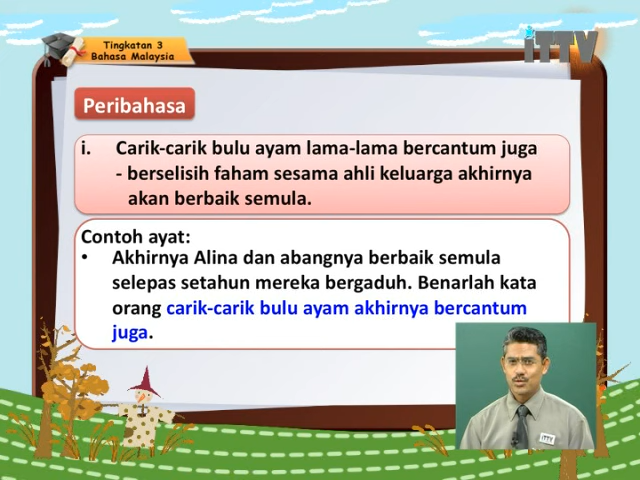 Tingkatan 3
Bahasa Malaysia
iTTV
Peribahasa
i. Carik-carik bulu ayam lama-lama bercantum juga
- berselisih faham sesama ahli keluarga akhirnya
akan berbaik semula.
Contoh ayat:
• Akhirnya Alina dan abangnya berbaik semula
selepas setahun mereka bergaduh. Benarlah kata
orang carik-carik bulu ayam akhirnya bercantum
juga.
iTTV